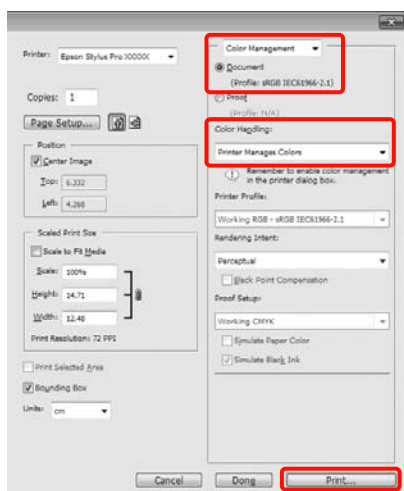 Printer: Epson Stylus Pro XXXXX
Copies: 1
Page Setup...
Position
Center Image
Top: 6.332
Left: 4.268
Scaled Print Size
Scale to Fit Media
Scale: 100%
Height: 14.71
Width: 12.48
Print Resolution: 72 PPI
Print Selected Area
Bounding Box
Units: cm
Color Management
Document
(Profile: sRGB IEC61966-2.1)
Proof
(Profile: N/A)
Color Handling:
Printer Manages Colors
Remember to enable color management
in the printer dialog box.
Printer Profile:
Working RGB - sRGB IEC61966-2.1
Rendering Intent:
Perceptual
Black Point Compensation
Proof Setup:
Working CMYK
Simulate Paper Color
Simulate Black Ink
Cancel
Done
Print...